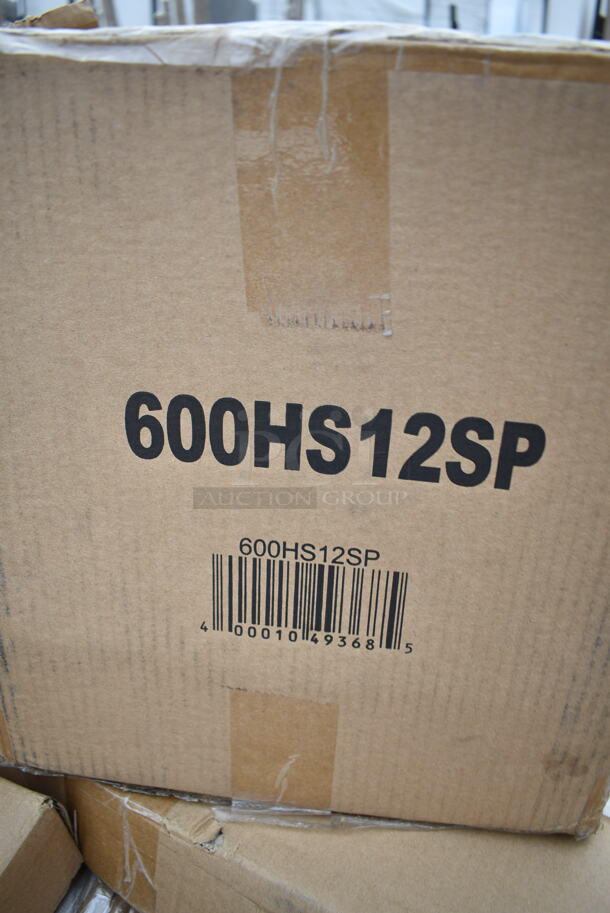 600HS12SP
AUCTION GROUP
600HS12SP
4 00010 49368 5